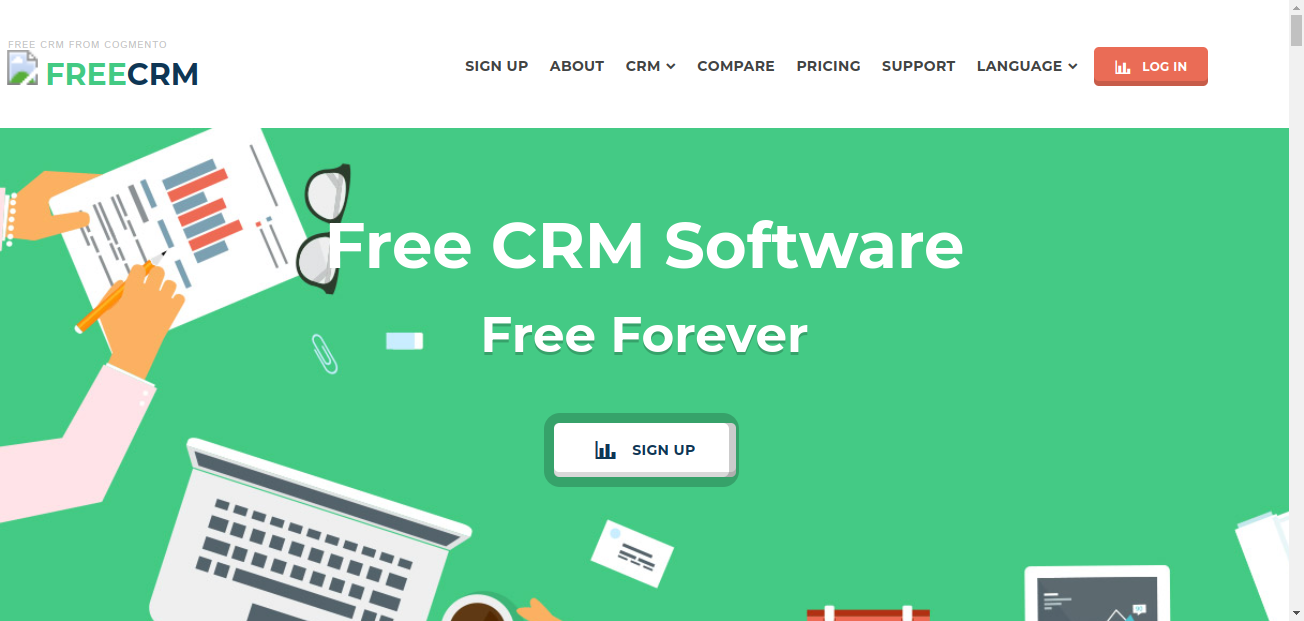 FREE CRM FROM COGMENTO
FREECRM
SIGN UP
ABOUT
CRM
COMPARE
PRICING
SUPPORT
LANGUAGE
LOG IN
Free CRM Software
Free Forever
SIGN UP